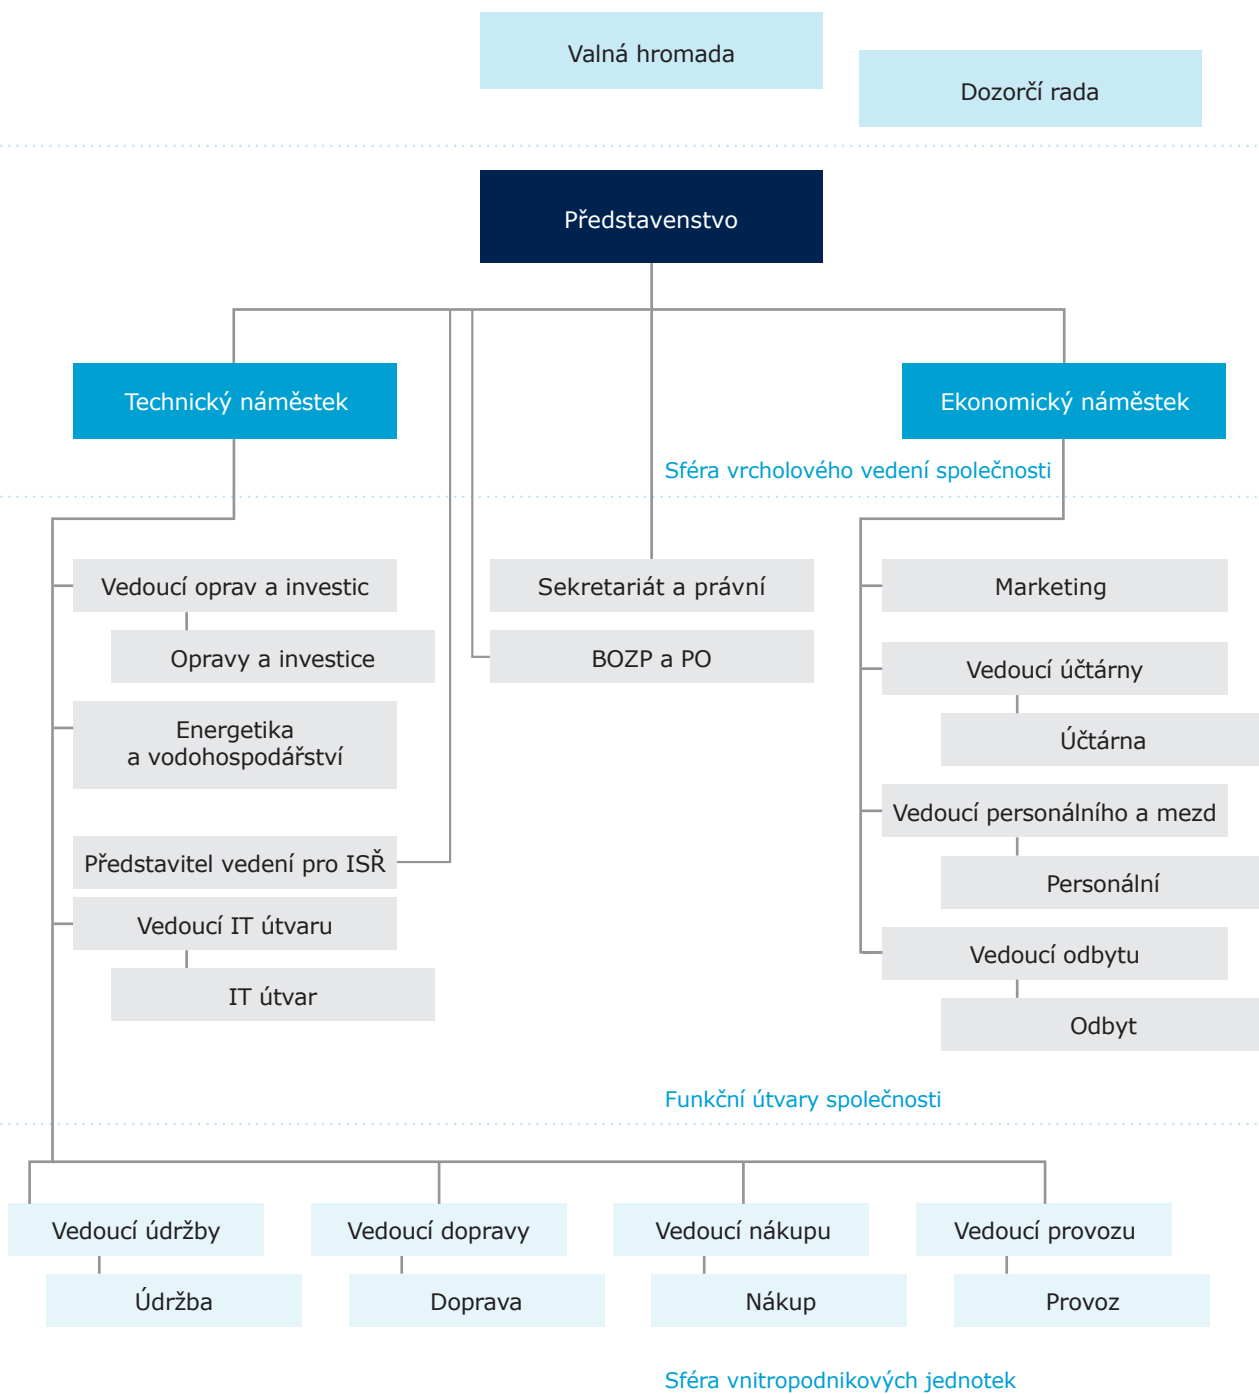 Valná hromada
Dozorčí rada
Představenstvo
Technický náměstek
Ekonomický náměstek
Sféra vrcholového vedení společnosti
Vedoucí oprav a investic
Opravy a investice
Energetika
a vodohospodářství
Představitel vedení pro ISŘ
Vedoucí IT útvaru
IT útvar
Sekretariát a právní
BOZP a PO
Marketing
Vedoucí účtárny
Účtárna
Vedoucí personálního a mezd
Personální
Vedoucí odbytu
Odbyt
Funkční útvary společnosti
Vedoucí údržby
Údržba
Vedoucí dopravy
Doprava
Vedoucí nákupu
Nákup
Vedoucí provozu
Provoz
Sféra vnitropodnikových jednotek